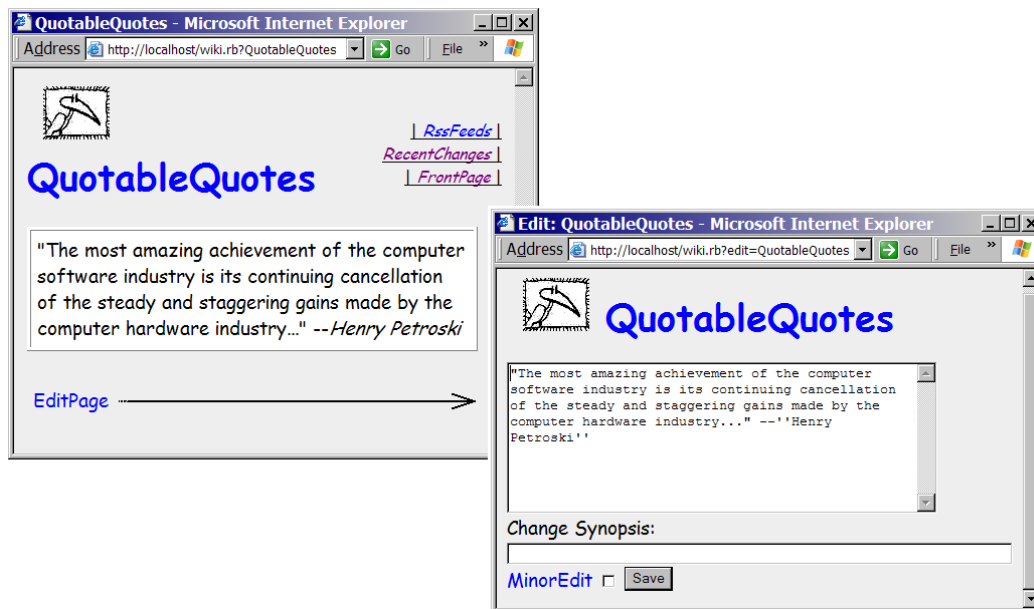 QuotableQuotes - Microsoft Internet Explorer
Address http://localhost/wiki.rb?QuotableQuotes Go File »
| RssFeeds |
RecentChanges |
| FrontPage |
QuotableQuotes
"The most amazing achievement of the computer
software industry is its continuing cancellation
of the steady and staggering gains made by the
computer hardware industry..." --Henry Petroski
EditPage
Edit: QuotableQuotes - Microsoft Internet Explorer
Address http://localhost/wiki.rb?edit=QuotableQuotes Go File »
QuotableQuotes
"The most amazing achievement of the computer
software industry is its continuing cancellation
of the steady and staggering gains made by the
computer hardware industry..." --''Henry
Petroski''
Change Synopsis:
MinorEdit Save